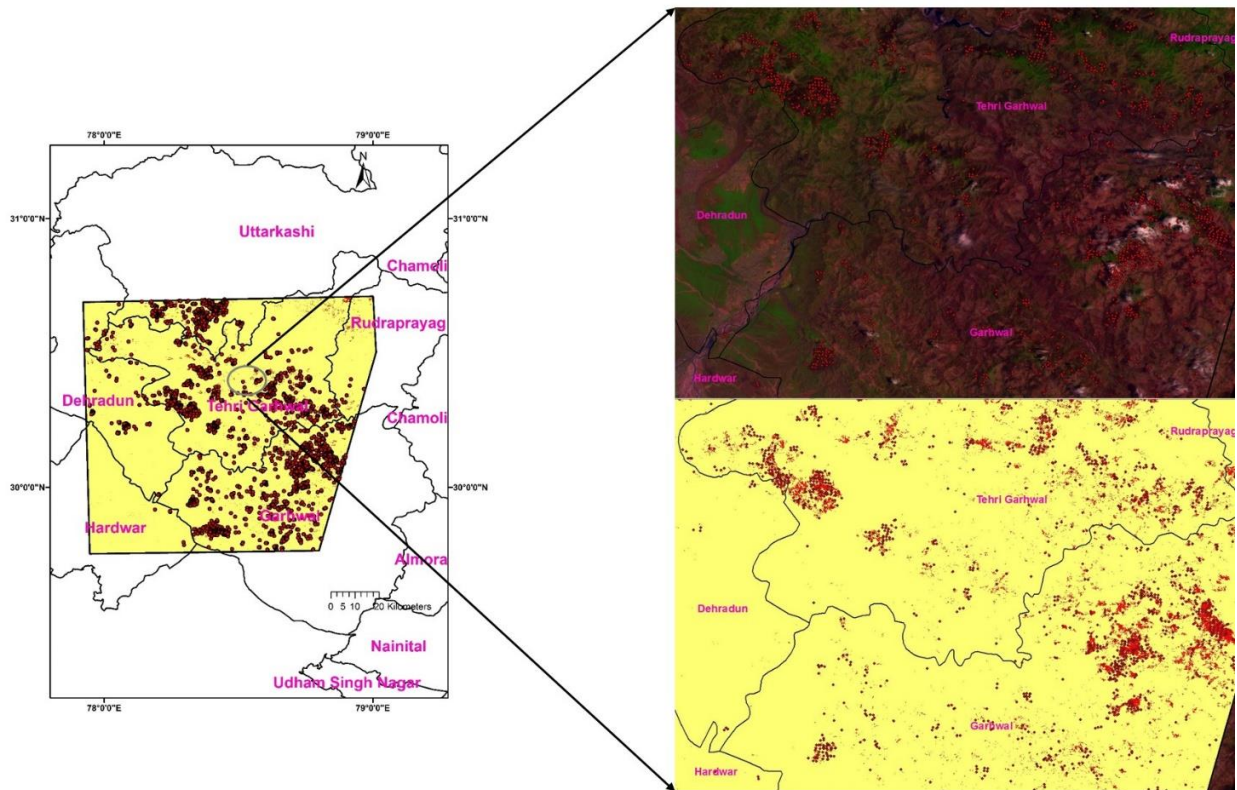 78°0'0"E
79°0'0"E
N
31°0'0"N
31°0'0"N
Uttarkashi
Chamoli
Rudraprayag
Dehradun
Tehri Garhwal
Chamoli
30°0'0"N
30°0'0"N
Hardwar
Garhwal
Almora
0 5 10 20 Kilometers
Nainital
Udham Singh Nagar
78°0'0"E
79°0'0"E
Rudraprayag
Tehri Garhwal
Dehradun
Garhwal
Hardwar
Rudraprayag
Tehri Garhwal
Dehradun
Garhwal
Hardwar